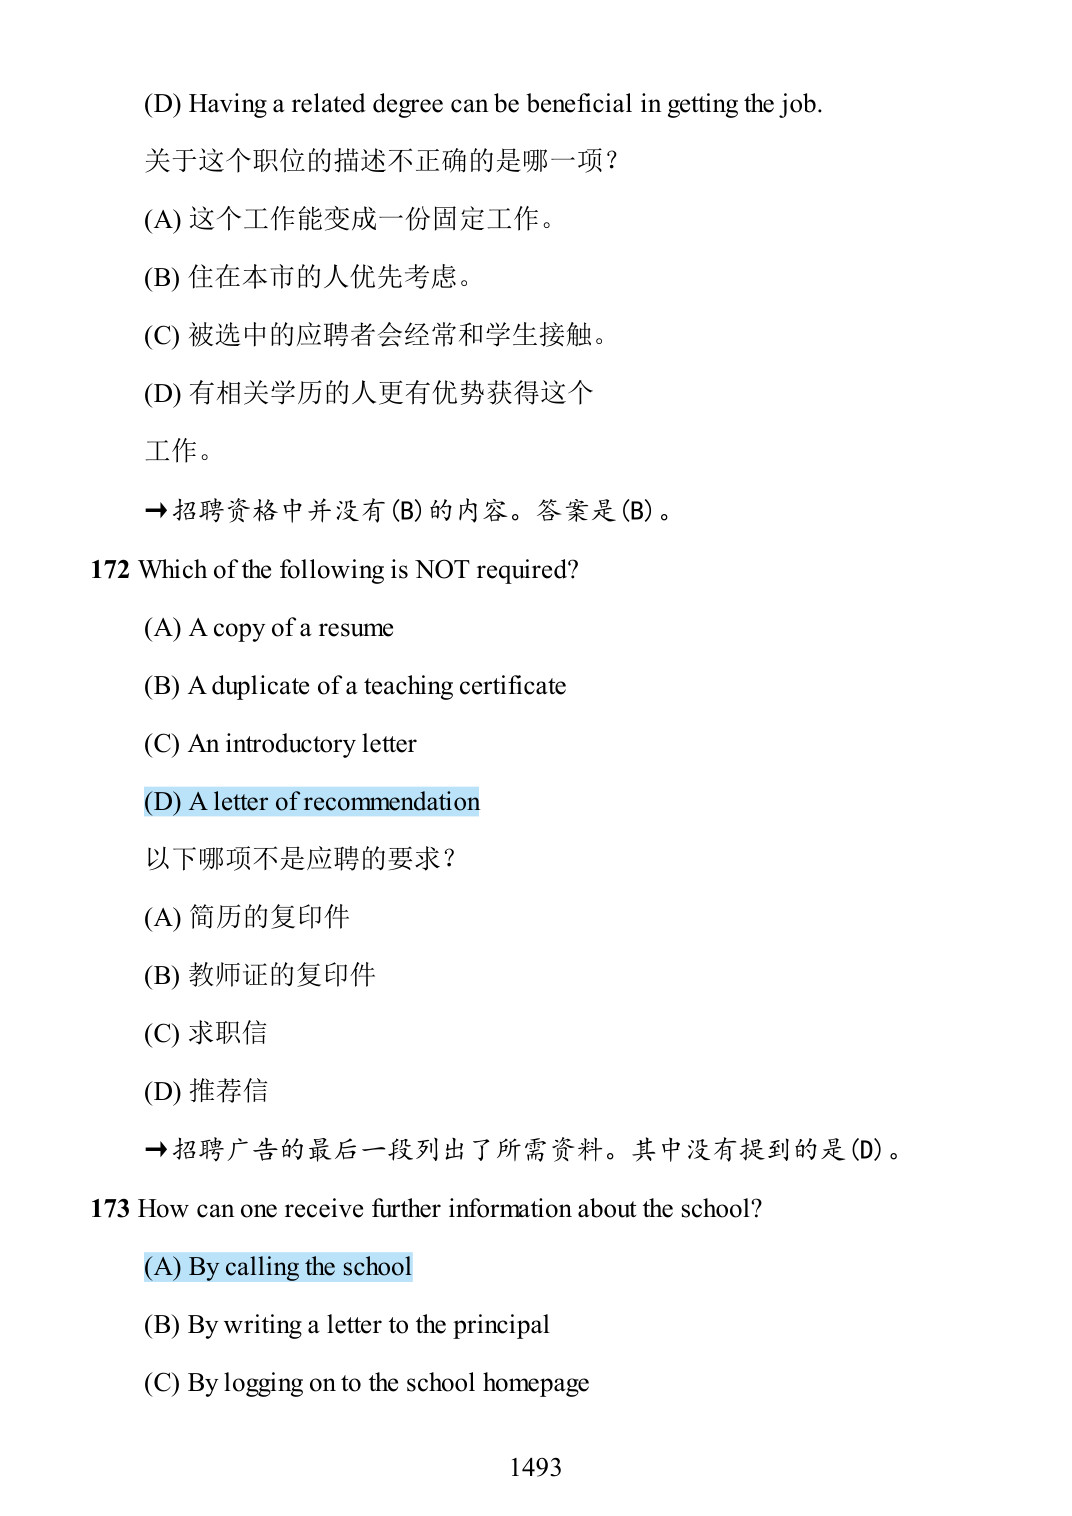 (D) Having a related degree can be beneficial in getting the job.
关于这个职位的描述不正确的是哪一项？
(A) 这个工作能变成一份固定工作。
(B) 住在本市的人优先考虑。
(C) 被选中的应聘者会经常和学生接触。
(D) 有相关学历的人更有优势获得这个
工作。
→招聘资格中并没有(B)的内容。答案是(B)。
172 Which of the following is NOT required?
(A) A copy of a resume
(B) A duplicate of a teaching certificate
(C) An introductory letter
(D) A letter of recommendation
以下哪项不是应聘的要求？
(A) 简历的复印件
(B) 教师证的复印件
(C) 求职信
(D) 推荐信
→招聘广告的最后一段列出了所需资料。其中没有提到的是(D)。
173 How can one receive further information about the school?
(A) By calling the school
(B) By writing a letter to the principal
(C) By logging on to the school homepage
1493